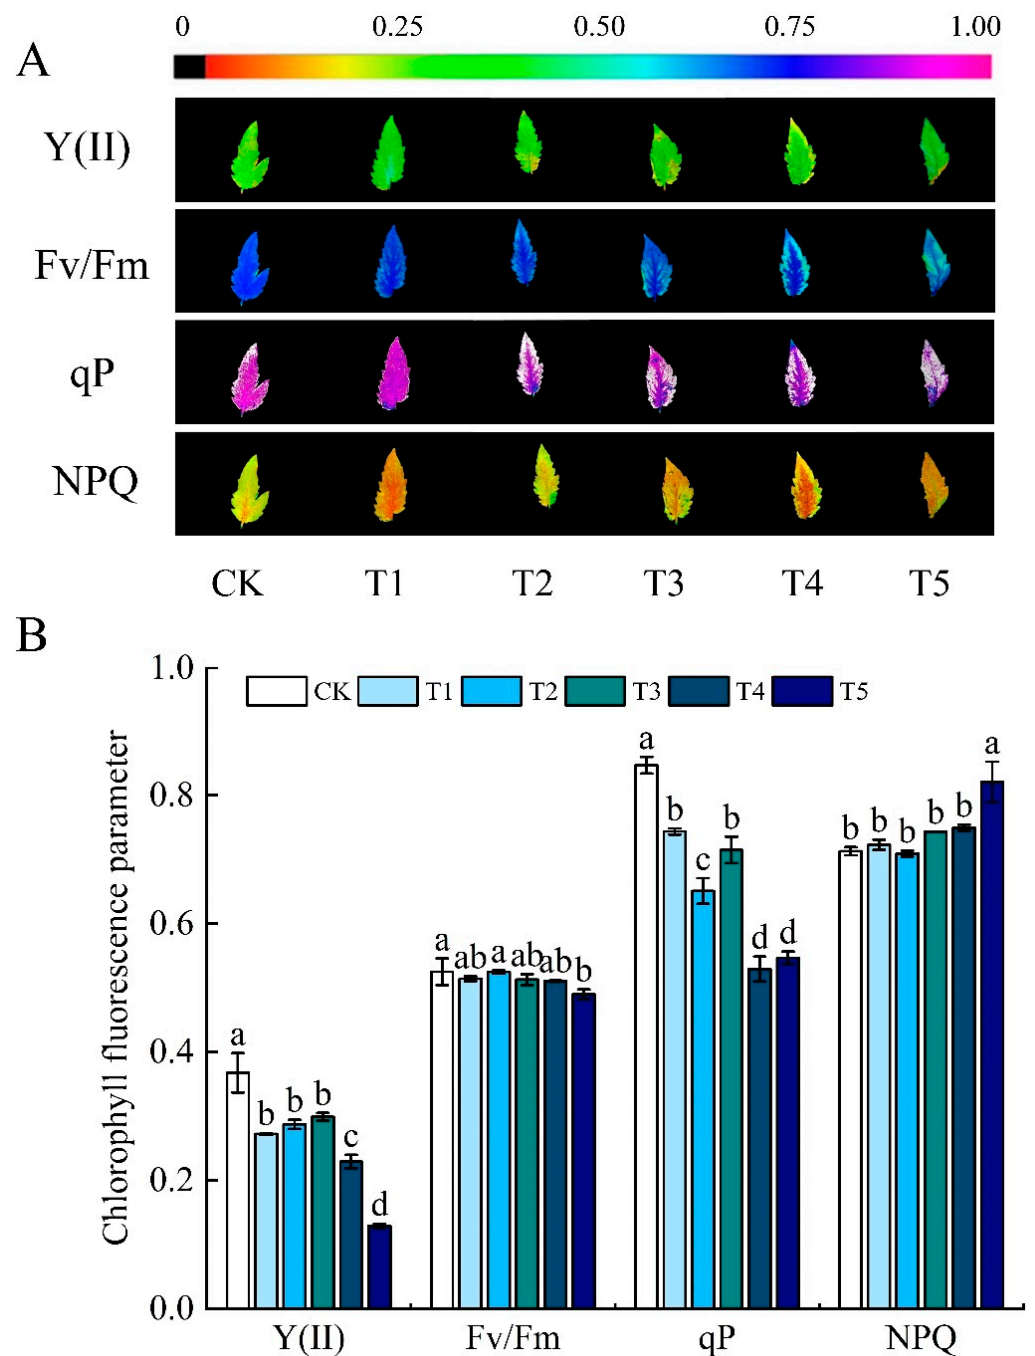 0 0.25 0.50 0.75 1.00
A
Y(II)
Fv/Fm
qP
NPQ
CK T1 T2 T3 T4 T5
B
Chlorophyll fluorescence parameter
1.0
0.8
0.6
0.4
0.2
0.0
CK T1 T2 T3 T4 T5
a b b b c d
a ab a ab ab b
a b c b d d
b b b b b a
Y(II) Fv/Fm qP NPQ